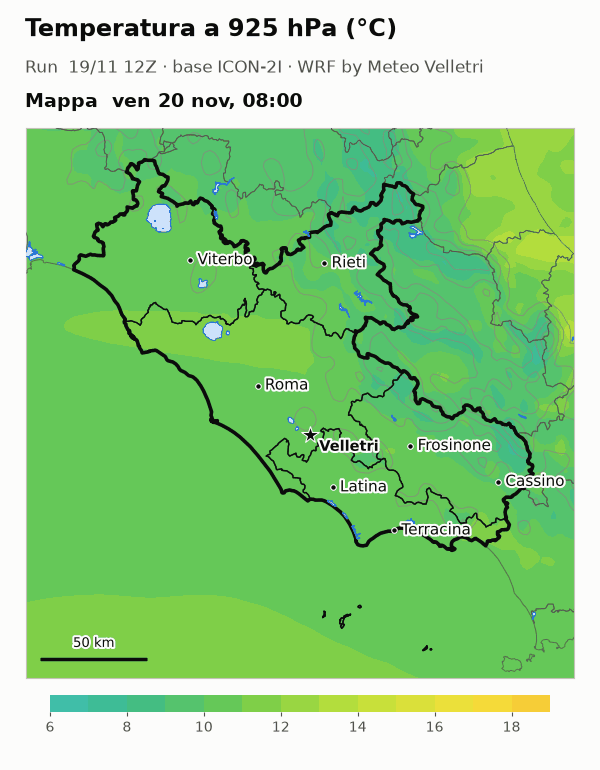 Temperatura a 925 hPa (°C)
Run  19/11 12Z · base ICON-2I · WRF by Meteo Velletri
Mappa  ven 20 nov, 08:00
Viterbo
Rieti
Roma
Velletri
Frosinone
Latina
Cassino
Terracina
50 km
6 8 10 12 14 16 18